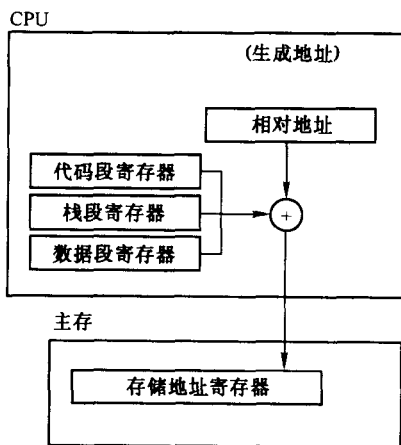 CPU
(生成地址)
相对地址
代码段寄存器
栈段寄存器
+
数据段寄存器
主存
存储地址寄存器